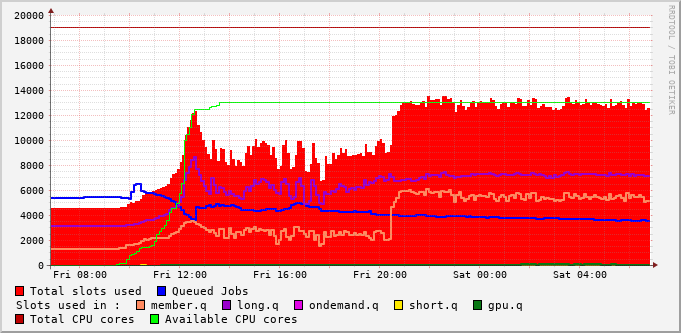 20000
18000
16000
14000
12000
10000
8000
6000
4000
2000
0
Fri 08:00 Fri 12:00 Fri 16:00 Fri 20:00 Sat 00:00 Sat 04:00
Total slots used Queued Jobs
Slots used in : member.q long.q ondemand.q short.q gpu.q
Total CPU cores Available CPU cores
RRDTOOL / TOBI OETIKER